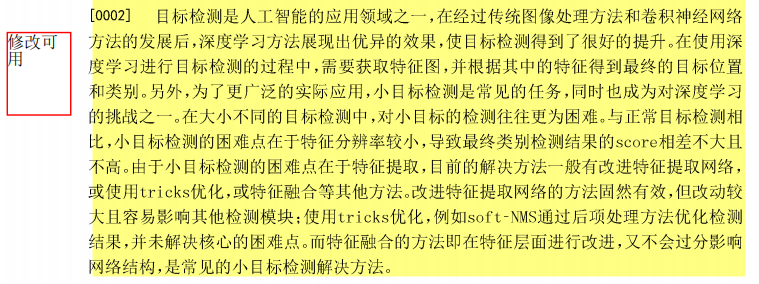 修改可
用
[0002] 目标检测是人工智能的应用领域之一,在经过传统图像处理方法和卷积神经网络
方法的发展后,深度学习方法展现出优异的效果,使目标检测得到了很好的提升。在使用深
度学习进行目标检测的过程中,需要获取特征图,并根据其中的特征得到最终的目标位置
和类别。另外,为了更广泛的实际应用,小目标检测是常见的任务,同时也成为对深度学习
的挑战之一。在大小不同的目标检测中,对小目标的检测往往更为困难。与正常目标检测相
比,小目标检测的困难点在于特征分辨率较小,导致最终类别检测结果的score相差不大且
不高。由于小目标检测的困难点在于特征提取,目前的解决方法一般有改进特征提取网络,
或使用tricks优化,或特征融合等其他方法。改进特征提取网络的方法固然有效,但改动较
大且容易影响其他检测模块;使用tricks优化,例如soft-NMS通过后项处理方法优化检测
结果,并未解决核心的困难点。而特征融合的方法即在特征层面进行改进,又不会过分影响
网络结构,是常见的小目标检测解决方法。